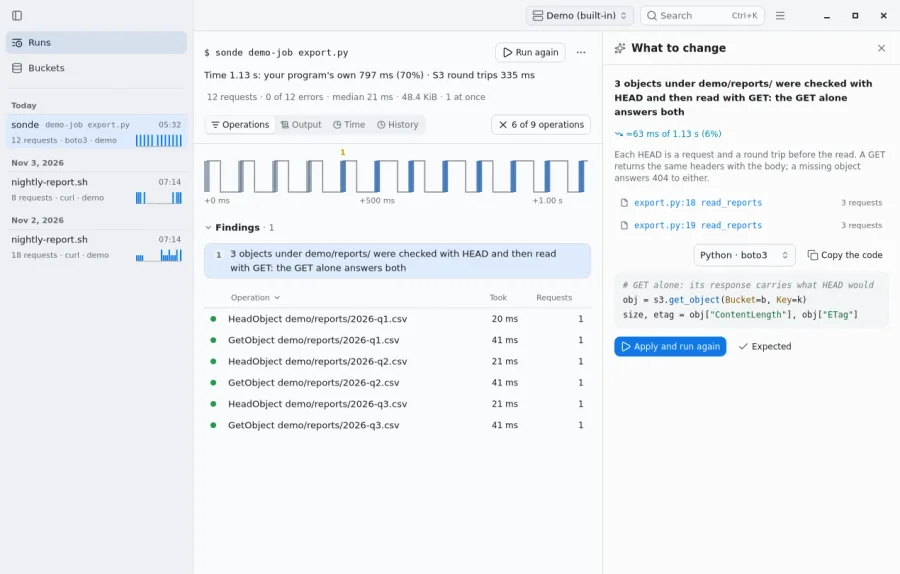 Demo (built-in)
Search Ctrl+K
Runs
Buckets
Today
sonde demo-job export.py 05:32
12 requests · boto3 · demo
Nov 3, 2026
nightly-report.sh 07:14
8 requests · curl · demo
Nov 2, 2026
nightly-report.sh 07:14
18 requests · curl · demo
$ sonde demo-job export.py
Run again
Time 1.13 s: your program's own 797 ms (70%) · S3 round trips 335 ms
12 requests · 0 of 12 errors · median 21 ms · 48.4 KiB · 1 at once
Operations Output Time History
6 of 9 operations
1
+0 ms +500 ms +1.00 s
Findings · 1
1 3 objects under demo/reports/ were checked with HEAD and then read
with GET: the GET alone answers both
Operation Took Requests
HeadObject demo/reports/2026-q1.csv 20 ms 1
GetObject demo/reports/2026-q1.csv 41 ms 1
HeadObject demo/reports/2026-q2.csv 21 ms 1
GetObject demo/reports/2026-q2.csv 41 ms 1
HeadObject demo/reports/2026-q3.csv 21 ms 1
GetObject demo/reports/2026-q3.csv 41 ms 1
What to change
3 objects under demo/reports/ were checked with
HEAD and then read with GET: the GET alone
answers both
≈63 ms of 1.13 s (6%)
Each HEAD is a request and a round trip before the read. A GET
returns the same headers with the body; a missing object
answers 404 to either.
export.py:18 read_reports 3 requests
export.py:19 read_reports 3 requests
Python · boto3
Copy the code
# GET alone: its response carries what HEAD would
obj = s3.get_object(Bucket=b, Key=k)
size, etag = obj["ContentLength"], obj["ETag"]
Apply and run again
Expected